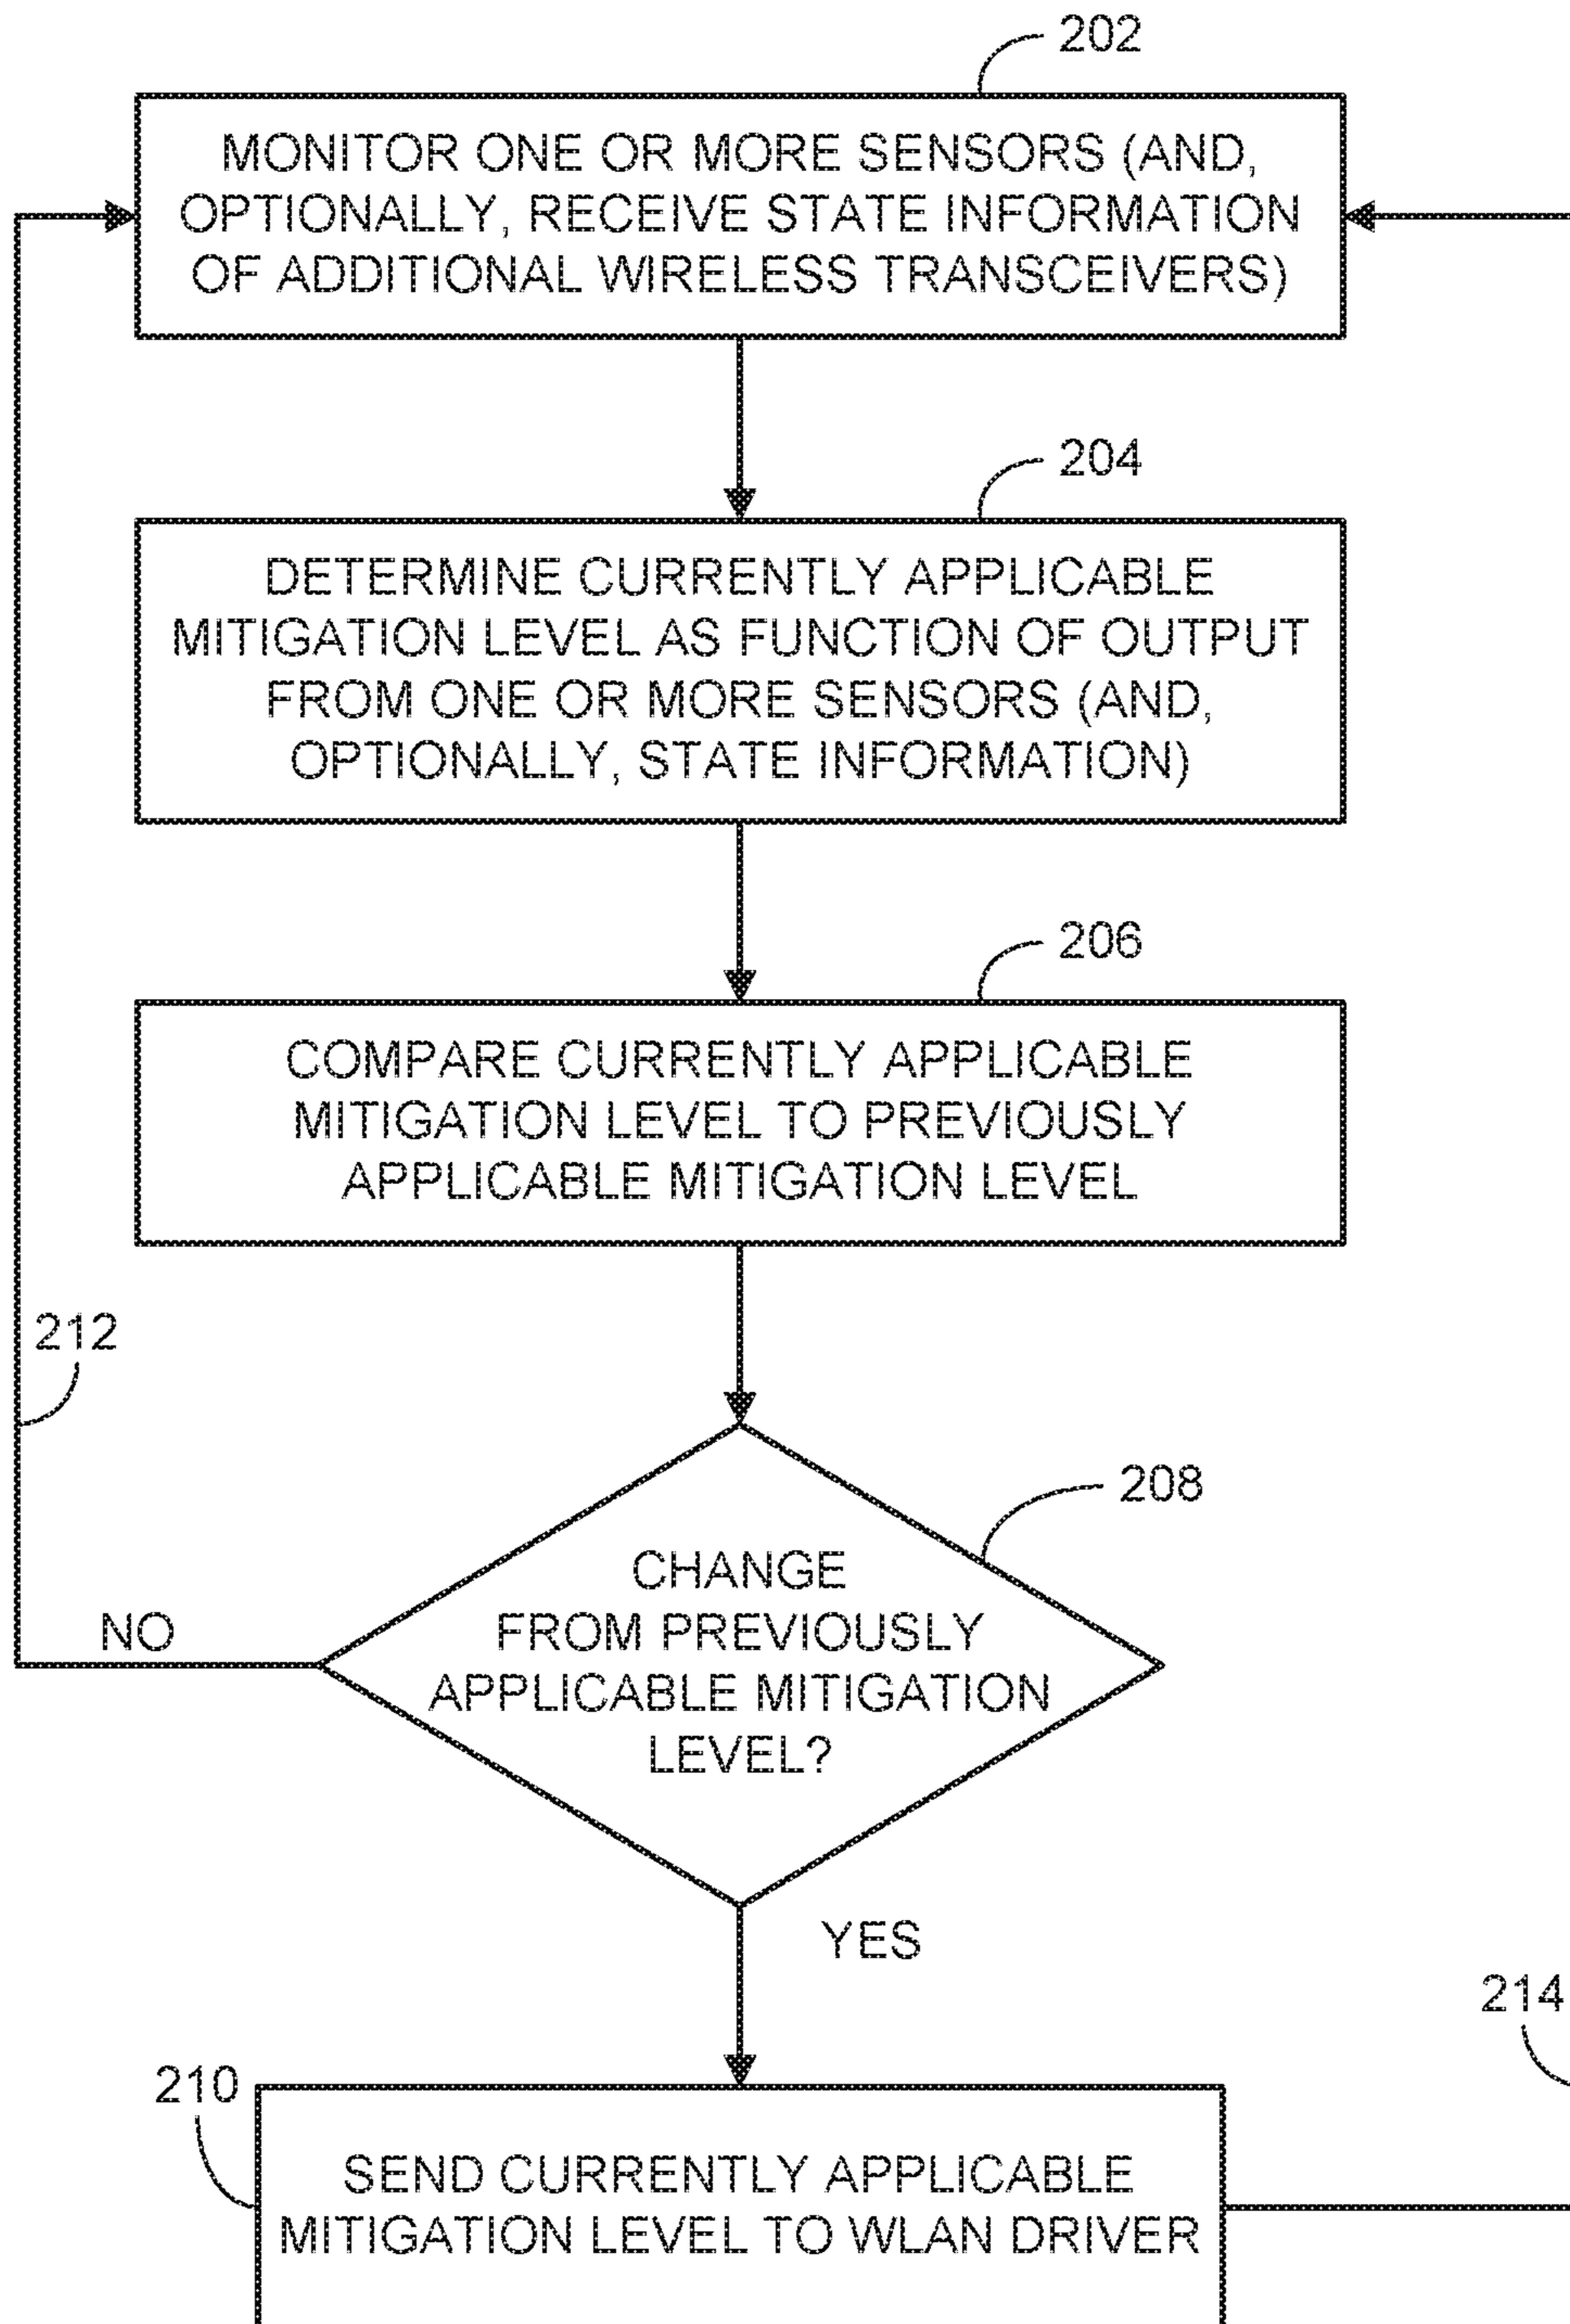 202
MONITOR ONE OR MORE SENSORS (AND,
OPTIONALLY, RECEIVE STATE INFORMATION
OF ADDITIONAL WIRELESS TRANSCEIVERS)
204
DETERMINE CURRENTLY APPLICABLE
MITIGATION LEVEL AS FUNCTION OF OUTPUT
FROM ONE OR MORE SENSORS (AND,
OPTIONALLY, STATE INFORMATION)
206
COMPARE CURRENTLY APPLICABLE
MITIGATION LEVEL TO PREVIOUSLY
APPLICABLE MITIGATION LEVEL
212
208
CHANGE
FROM PREVIOUSLY
APPLICABLE MITIGATION
LEVEL?
NO
YES
214
210
SEND CURRENTLY APPLICABLE
MITIGATION LEVEL TO WLAN DRIVER